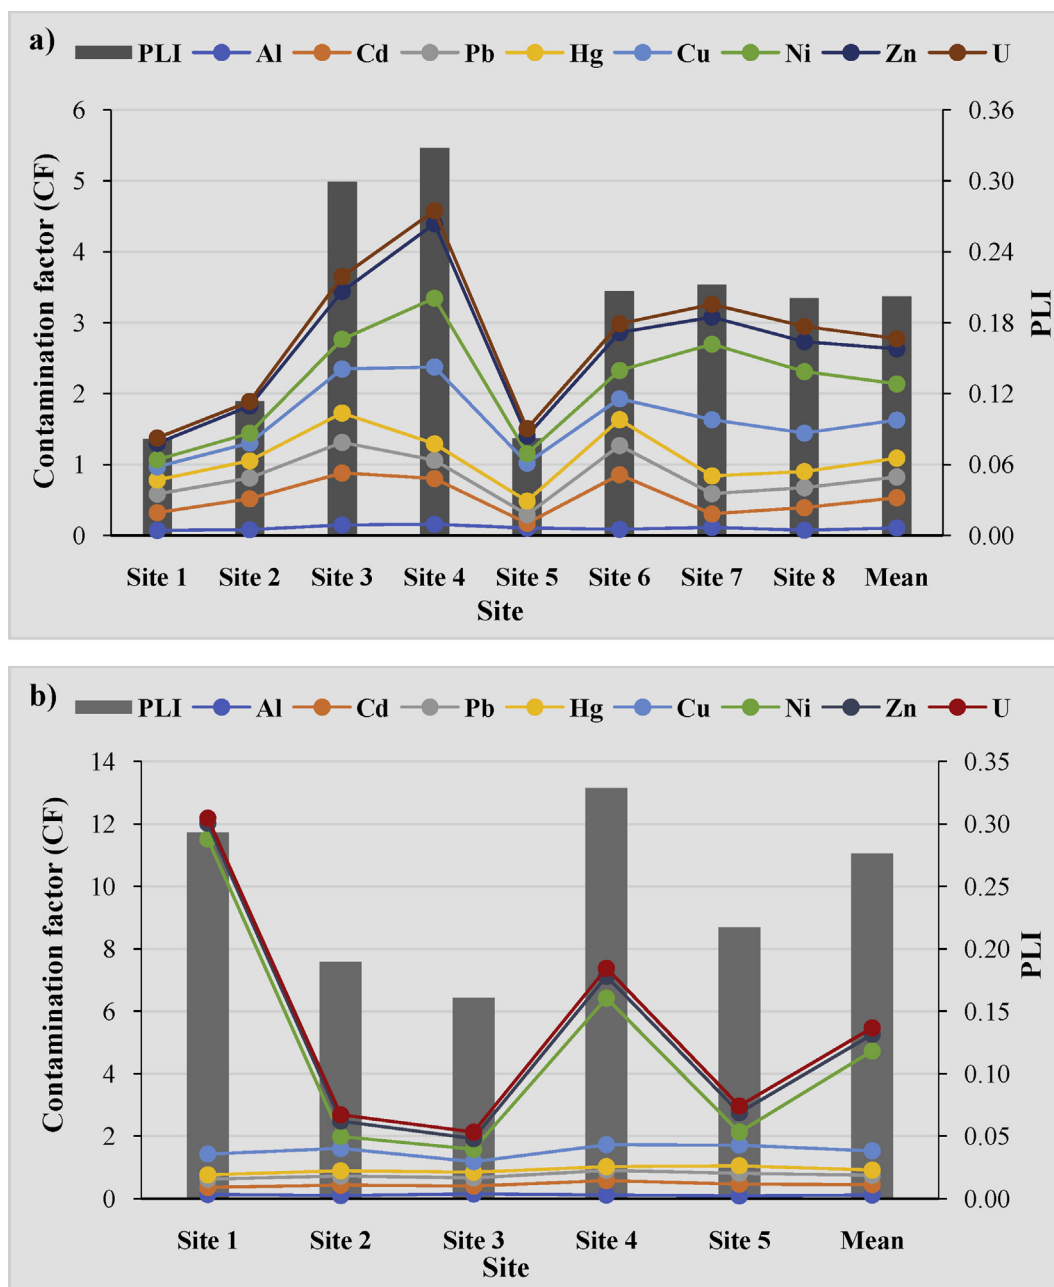 a)
PLI Al Cd Pb Hg Cu Ni Zn U
6 0.36
5 0.30
4 0.24
3 0.18
2 0.12
1 0.06
0 0.00
Contamination factor (CF)
PLI
Site 1 Site 2 Site 3 Site 4 Site 5 Site 6 Site 7 Site 8 Mean
Site
b)
PLI Al Cd Pb Hg Cu Ni Zn U
14 0.35
12 0.30
10 0.25
8 0.20
6 0.15
4 0.10
2 0.05
0 0.00
Contamination factor (CF)
PLI
Site 1 Site 2 Site 3 Site 4 Site 5 Mean
Site